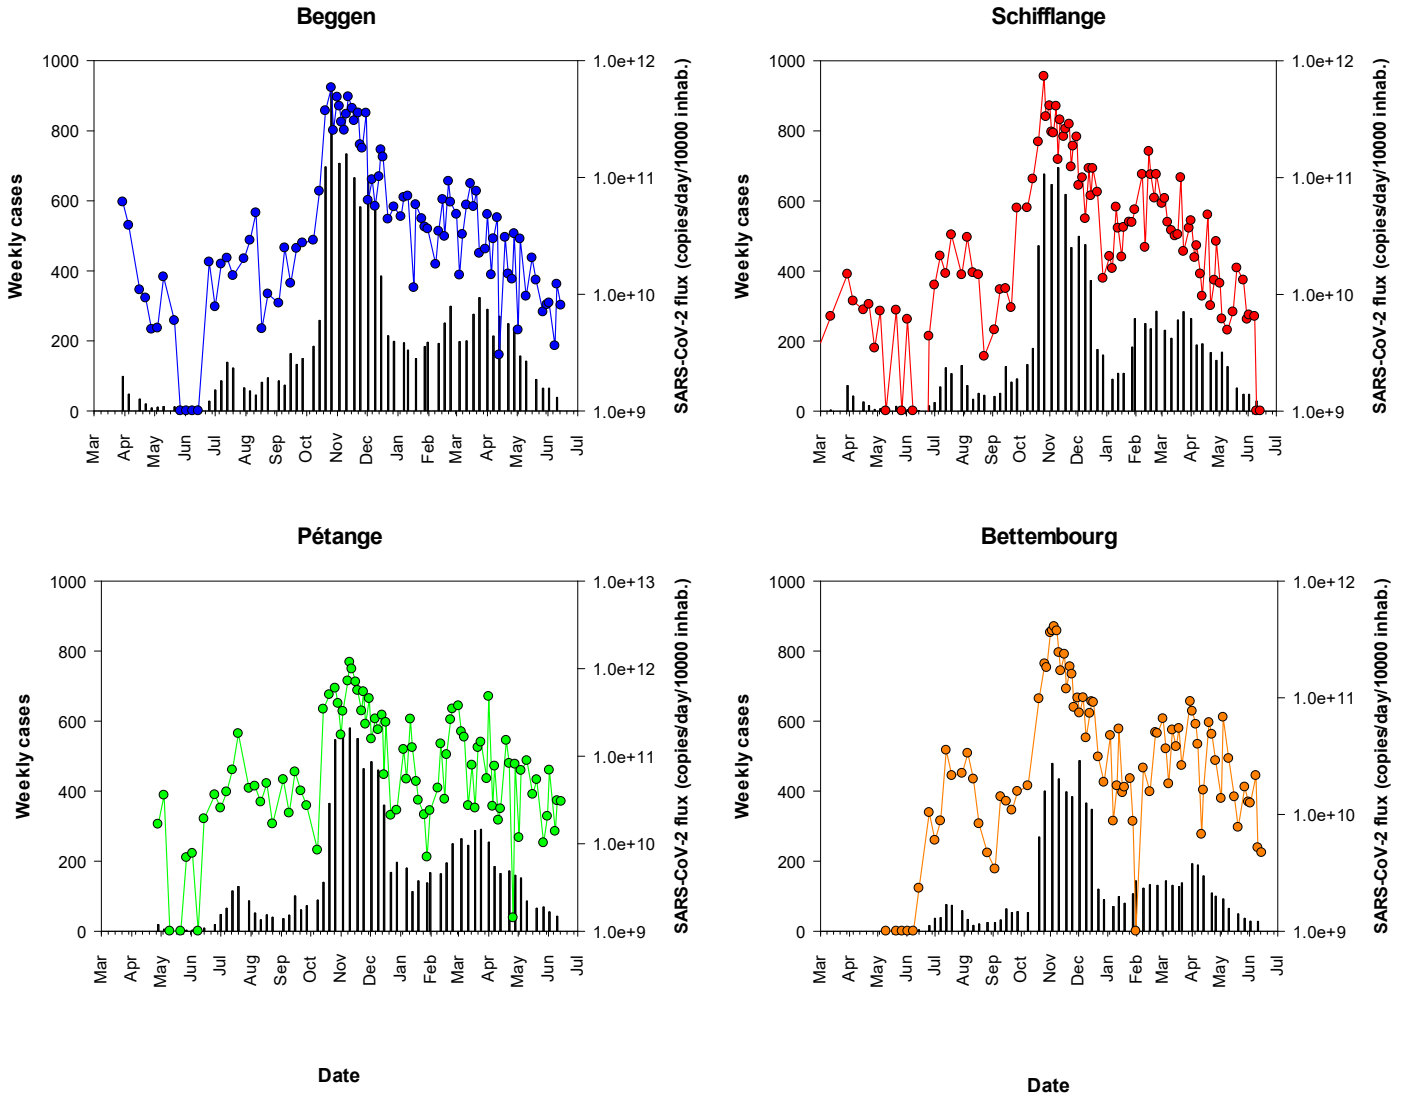 Beggen
Weekly cases
1000
800
600
400
200
0
1.0e+12
1.0e+11
1.0e+10
1.0e+9
SARS-CoV-2 flux (copies/day/10000 inhab.)
Mar Apr May Jun Jul Aug Sep Oct Nov Dec Jan Feb Mar Apr May Jun Jul
Schifflange
Weekly cases
1000
800
600
400
200
0
1.0e+12
1.0e+11
1.0e+10
1.0e+9
SARS-CoV-2 flux (copies/day/10000 inhab.)
Mar Apr May Jun Jul Aug Sep Oct Nov Dec Jan Feb Mar Apr May Jun Jul
Pétange
Weekly cases
1000
800
600
400
200
0
1.0e+13
1.0e+12
1.0e+11
1.0e+10
1.0e+9
SARS-CoV-2 flux (copies/day/10000 inhab.)
Mar Apr May Jun Jul Aug Sep Oct Nov Dec Jan Feb Mar Apr May Jun Jul
Date
Bettembourg
Weekly cases
1000
800
600
400
200
0
1.0e+12
1.0e+11
1.0e+10
1.0e+9
SARS-CoV-2 flux (copies/day/10000 inhab.)
Mar Apr May Jun Jul Aug Sep Oct Nov Dec Jan Feb Mar Apr May Jun Jul
Date